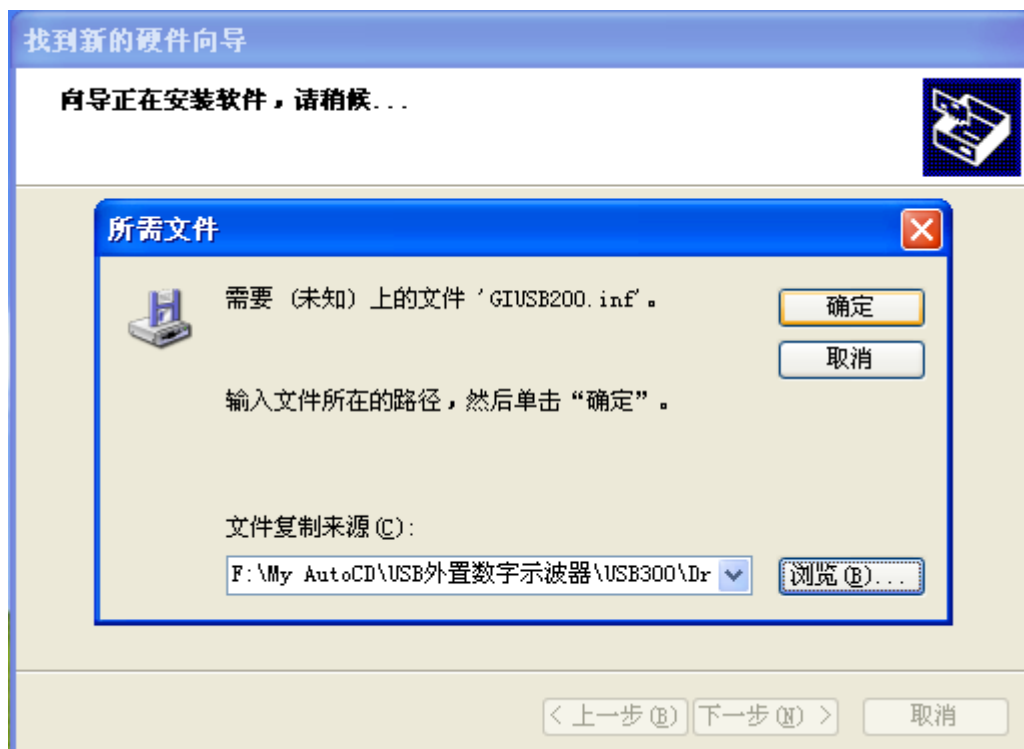 找到新的硬件向导
向导正在安装软件，请稍候...
所需文件
需要 (未知) 上的文件 'GIUSB200.inf'。
确定
取消
输入文件所在的路径，然后单击“确定”。
文件复制来源(C):
F:\My AutoCD\USB外置数字示波器\USB300\Dr
浏览(B)...
< 上一步(B)
下一步(N) >
取消